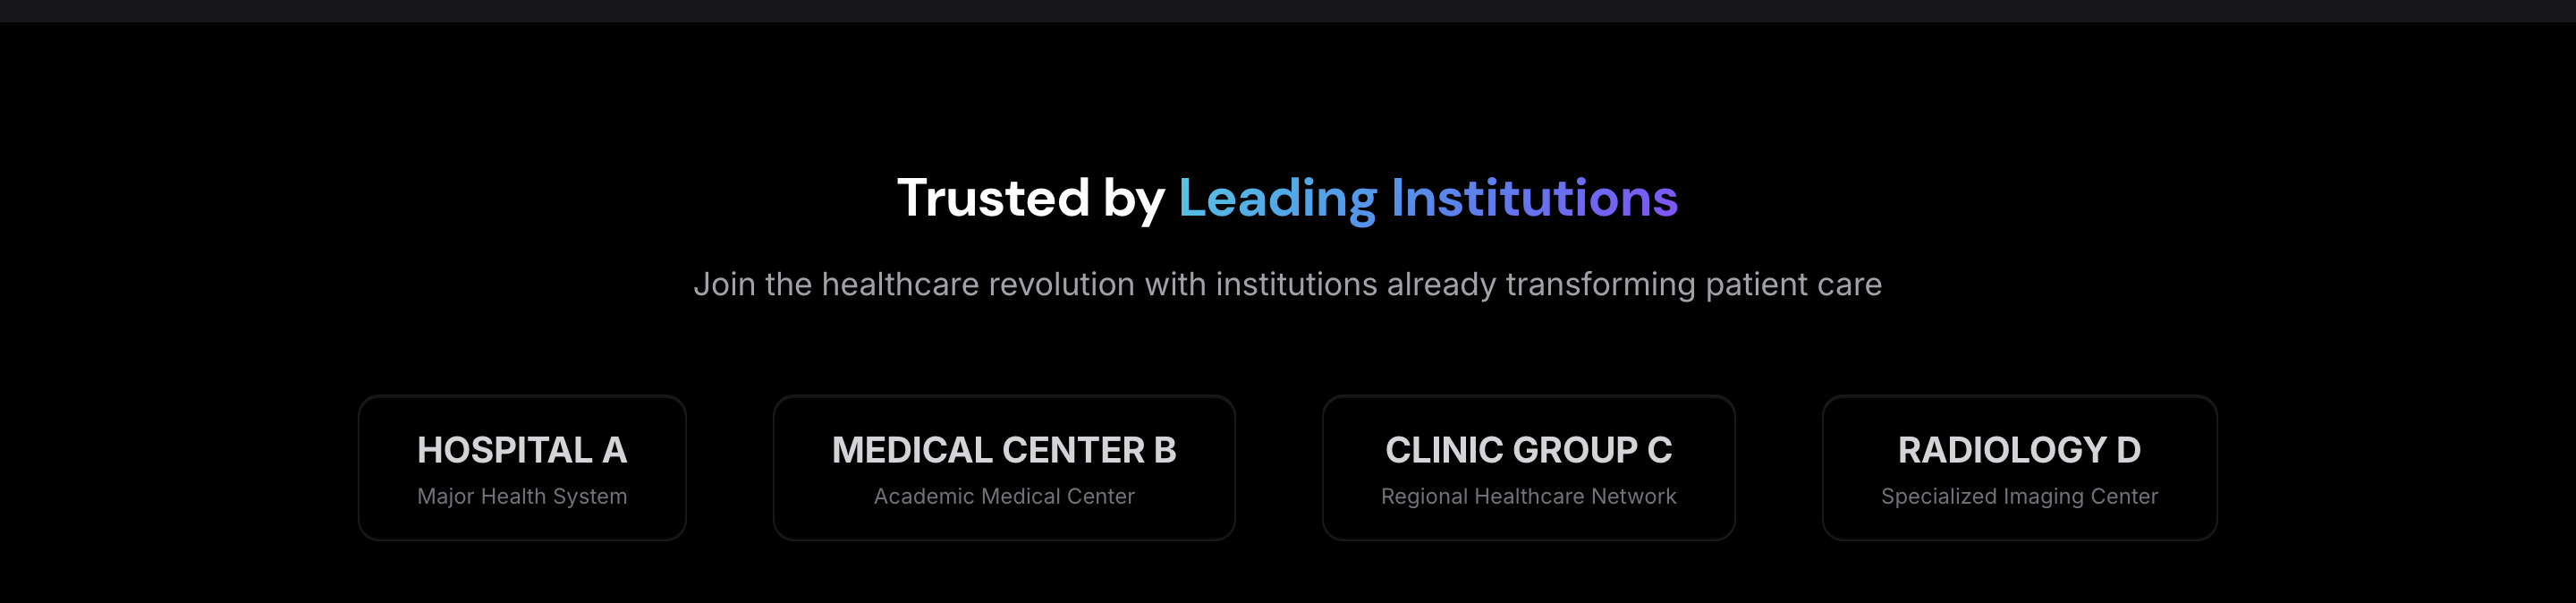 Trusted by Leading Institutions
Join the healthcare revolution with institutions already transforming patient care
HOSPITAL A
Major Health System
MEDICAL CENTER B
Academic Medical Center
CLINIC GROUP C
Regional Healthcare Network
RADIOLOGY D
Specialized Imaging Center